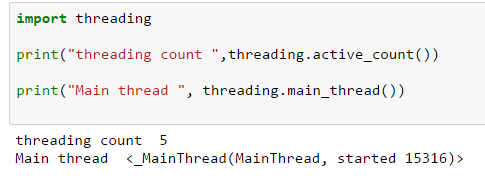 import threading
print("threading count ",threading.active_count())
print("Main thread ", threading.main_thread())
threading count  5
Main thread  <_MainThread(MainThread, started 15316)>